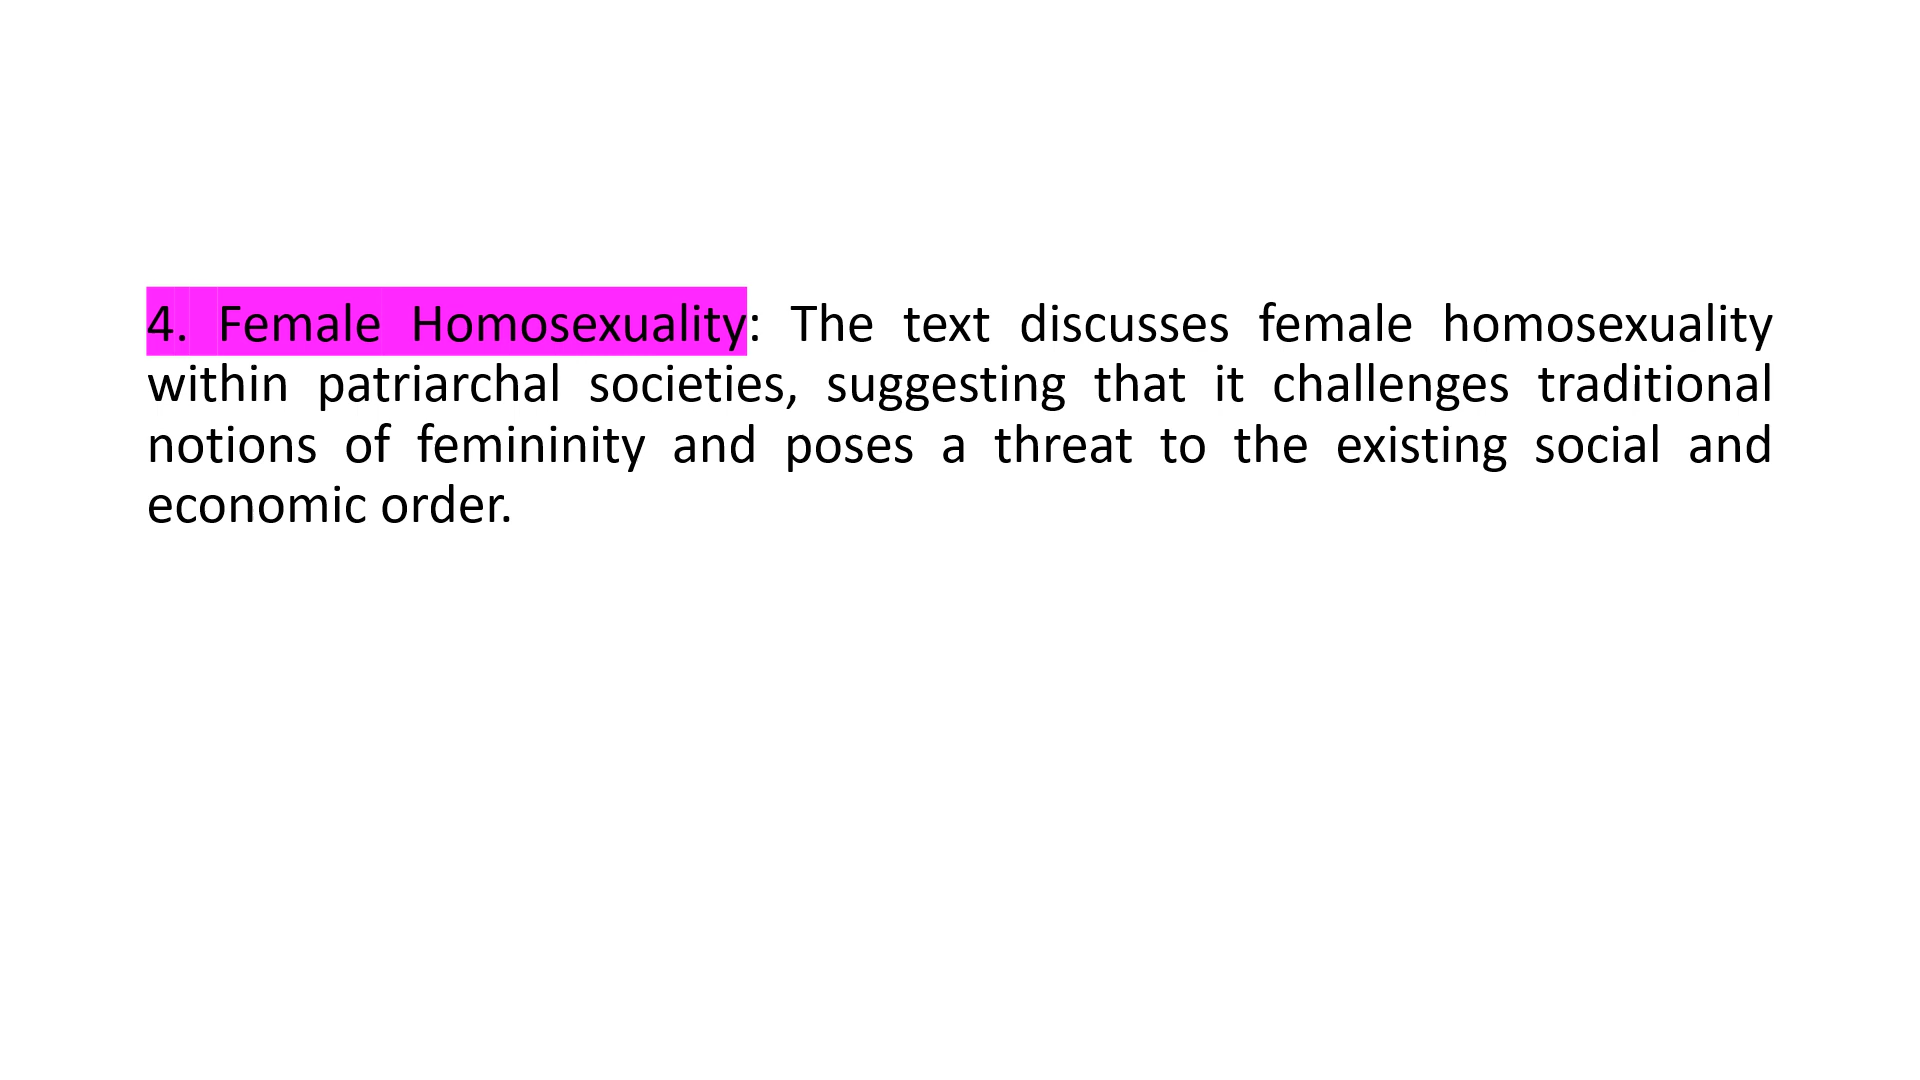 4. Female Homosexuality: The text discusses female homosexuality
within patriarchal societies, suggesting that it challenges traditional
notions of femininity and poses a threat to the existing social and
economic order.